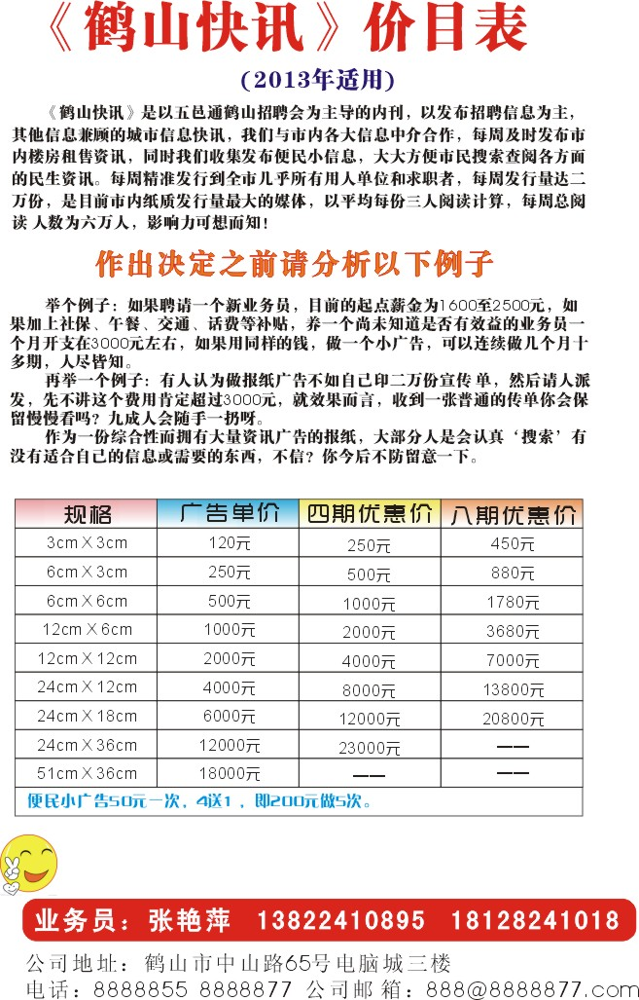 《鹤山快讯》价目表
(2013年适用)
《鹤山快讯》是以五邑通鹤山招聘会为主导的内刊，以发布招聘信息为主，
其他信息兼顾的城市信息快讯，我们与市内各大信息中介合作，每周及时发布市
内楼房租售资讯，同时我们收集发布便民小信息，大大方便市民搜索查阅各方面
的民生资讯。每周精准发行到全市几乎所有用人单位和求职者，每周发行量达二
万份，是目前市内纸质发行量最大的媒体，以平均每份三人阅读计算，每周总阅
读 人数为六万人，影响力可想而知！
作出决定之前请分析以下例子
举个例子：如果聘请一个新业务员，目前的起点薪金为1600至2500元，如
果加上社保、午餐、交通、话费等补贴，养一个尚未知道是否有效益的业务员一
个月开支在3000元左右，如果用同样的钱，做一个小广告，可以连续做几个月十
多期，人尽皆知。
再举一个例子：有人认为做报纸广告不如自己印二万份宣传单，然后请人派
发，先不讲这个费用肯定超过3000元，就效果而言，收到一张普通的传单你会保
留慢慢看吗？九成人会随手一拐呀。
作为一份综合性而拥有大量资讯广告的报纸，大部分人是会认真‘搜索’有
没有适合自己的信息或需要的东西，不信？你今后不防留意一下。
规格 广告单价 四期优惠价 八期优惠价
3cm×3cm 120元 250元 450元
6cm×3cm 250元 500元 880元
6cm×6cm 500元 1000元 1780元
12cm×6cm 1000元 2000元 3680元
12cm×12cm 2000元 4000元 7000元
24cm×12cm 4000元 8000元 13800元
24cm×18cm 6000元 12000元 20800元
24cm×36cm 12000元 23000元 ——
51cm×36cm 18000元 —— ——
便民小广告50元一次，4送1，即200元做5次。
业务员：张艳萍 13822410895 18128241018
公司地址：鹤山市中山路65号电脑城三楼
电话：8888855 8888877 公司邮箱：888@8888877.com